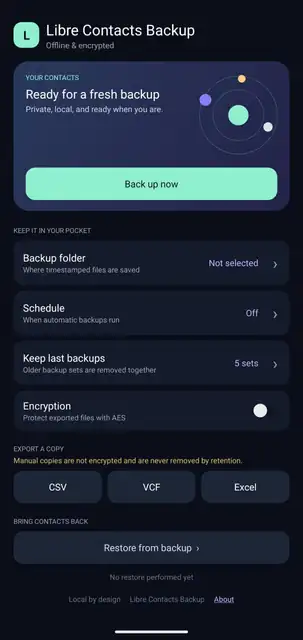 L
Libre Contacts Backup
Offline & encrypted
YOUR CONTACTS
Ready for a fresh backup
Private, local, and ready when you are.
Back up now
KEEP IT IN YOUR POCKET
Backup folder
Where timestamped files are saved
Not selected ›
Schedule
When automatic backups run
Off ›
Keep last backups
Older backup sets are removed together
5 sets ›
Encryption
Protect exported files with AES
EXPORT A COPY
Manual copies are not encrypted and are never removed by retention.
CSV VCF Excel
BRING CONTACTS BACK
Restore from backup ›
No restore performed yet
Local by design Libre Contacts Backup About